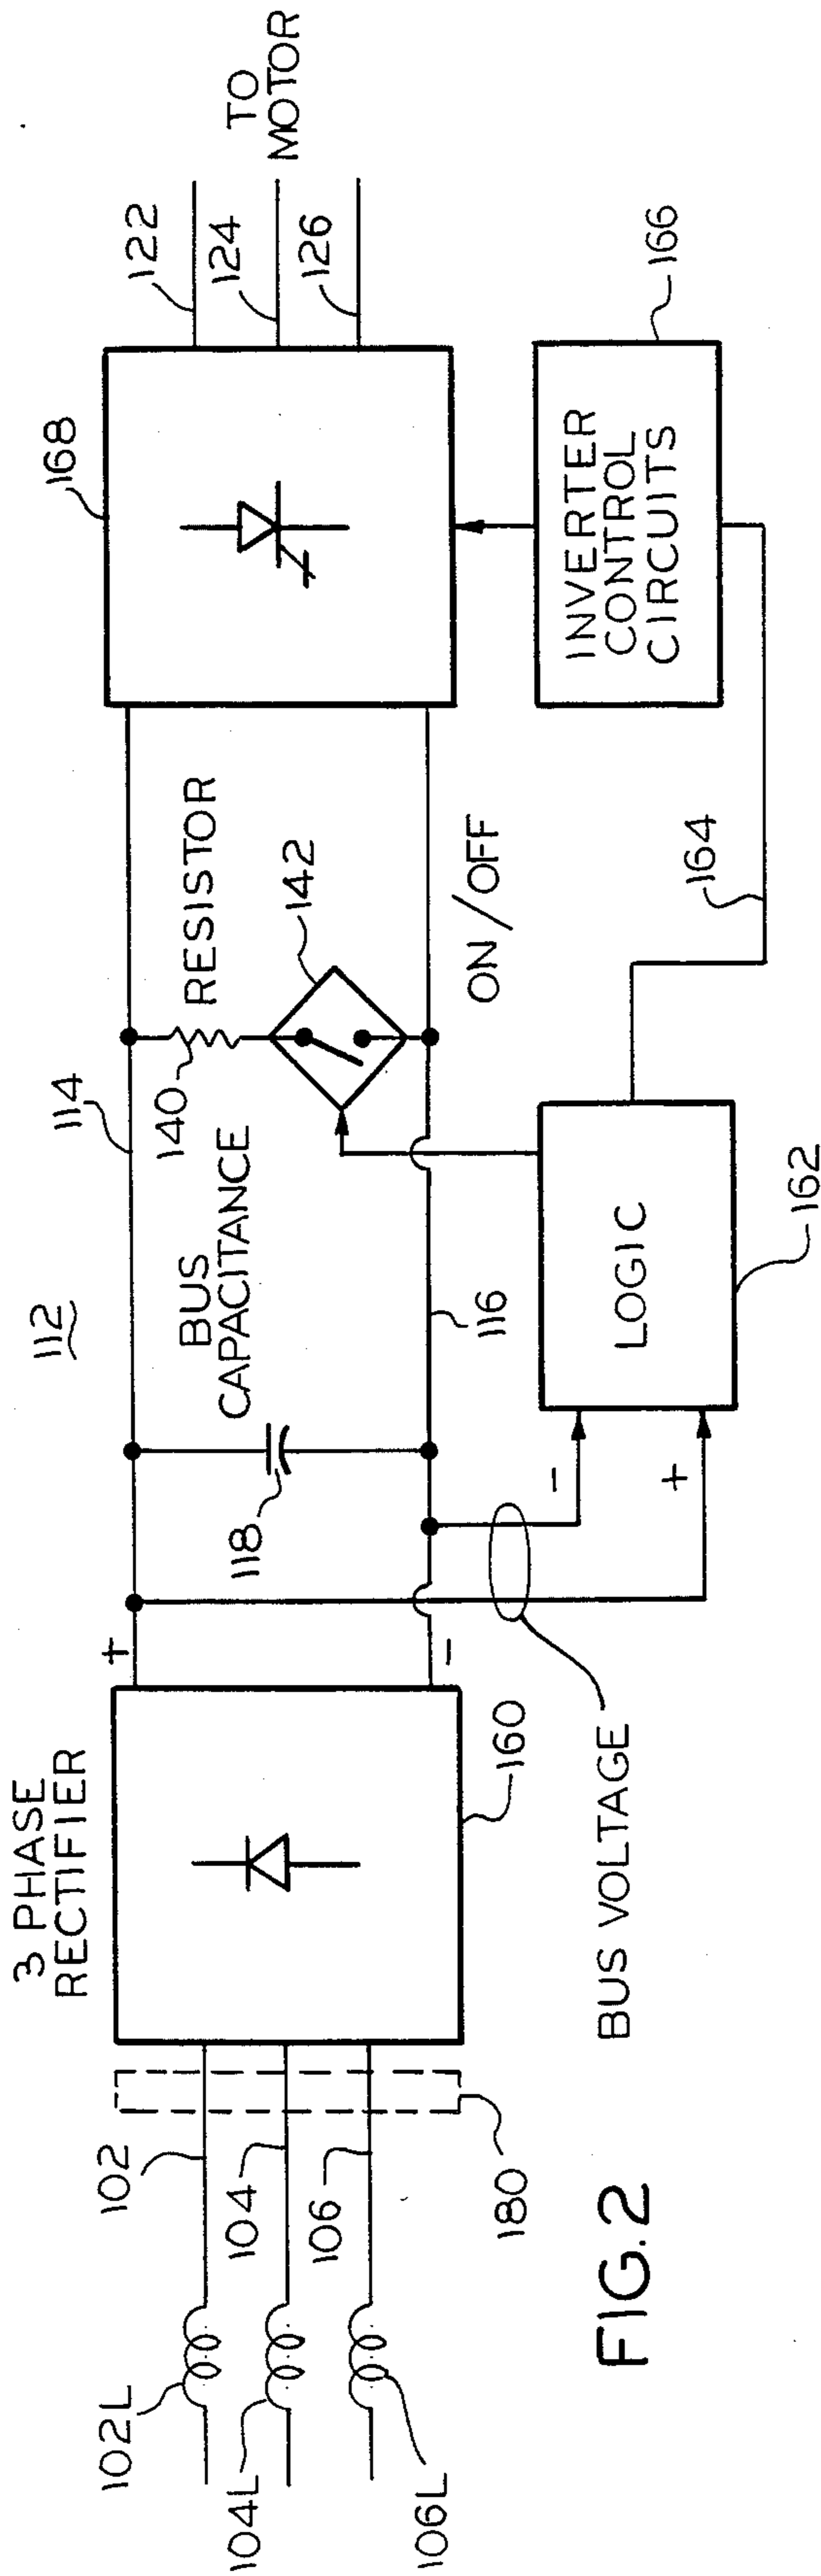 3 PHASE
RECTIFIER
112
114
168
122
124
126
TO
MOTOR
102L
102
104L
104
106L
106
180
160
+
-
118
BUS
CAPACITANCE
140
RESISTOR
142
116
ON/OFF
-
+
BUS VOLTAGE
LOGIC
162
164
INVERTER
CONTROL
CIRCUITS
166
FIG. 2